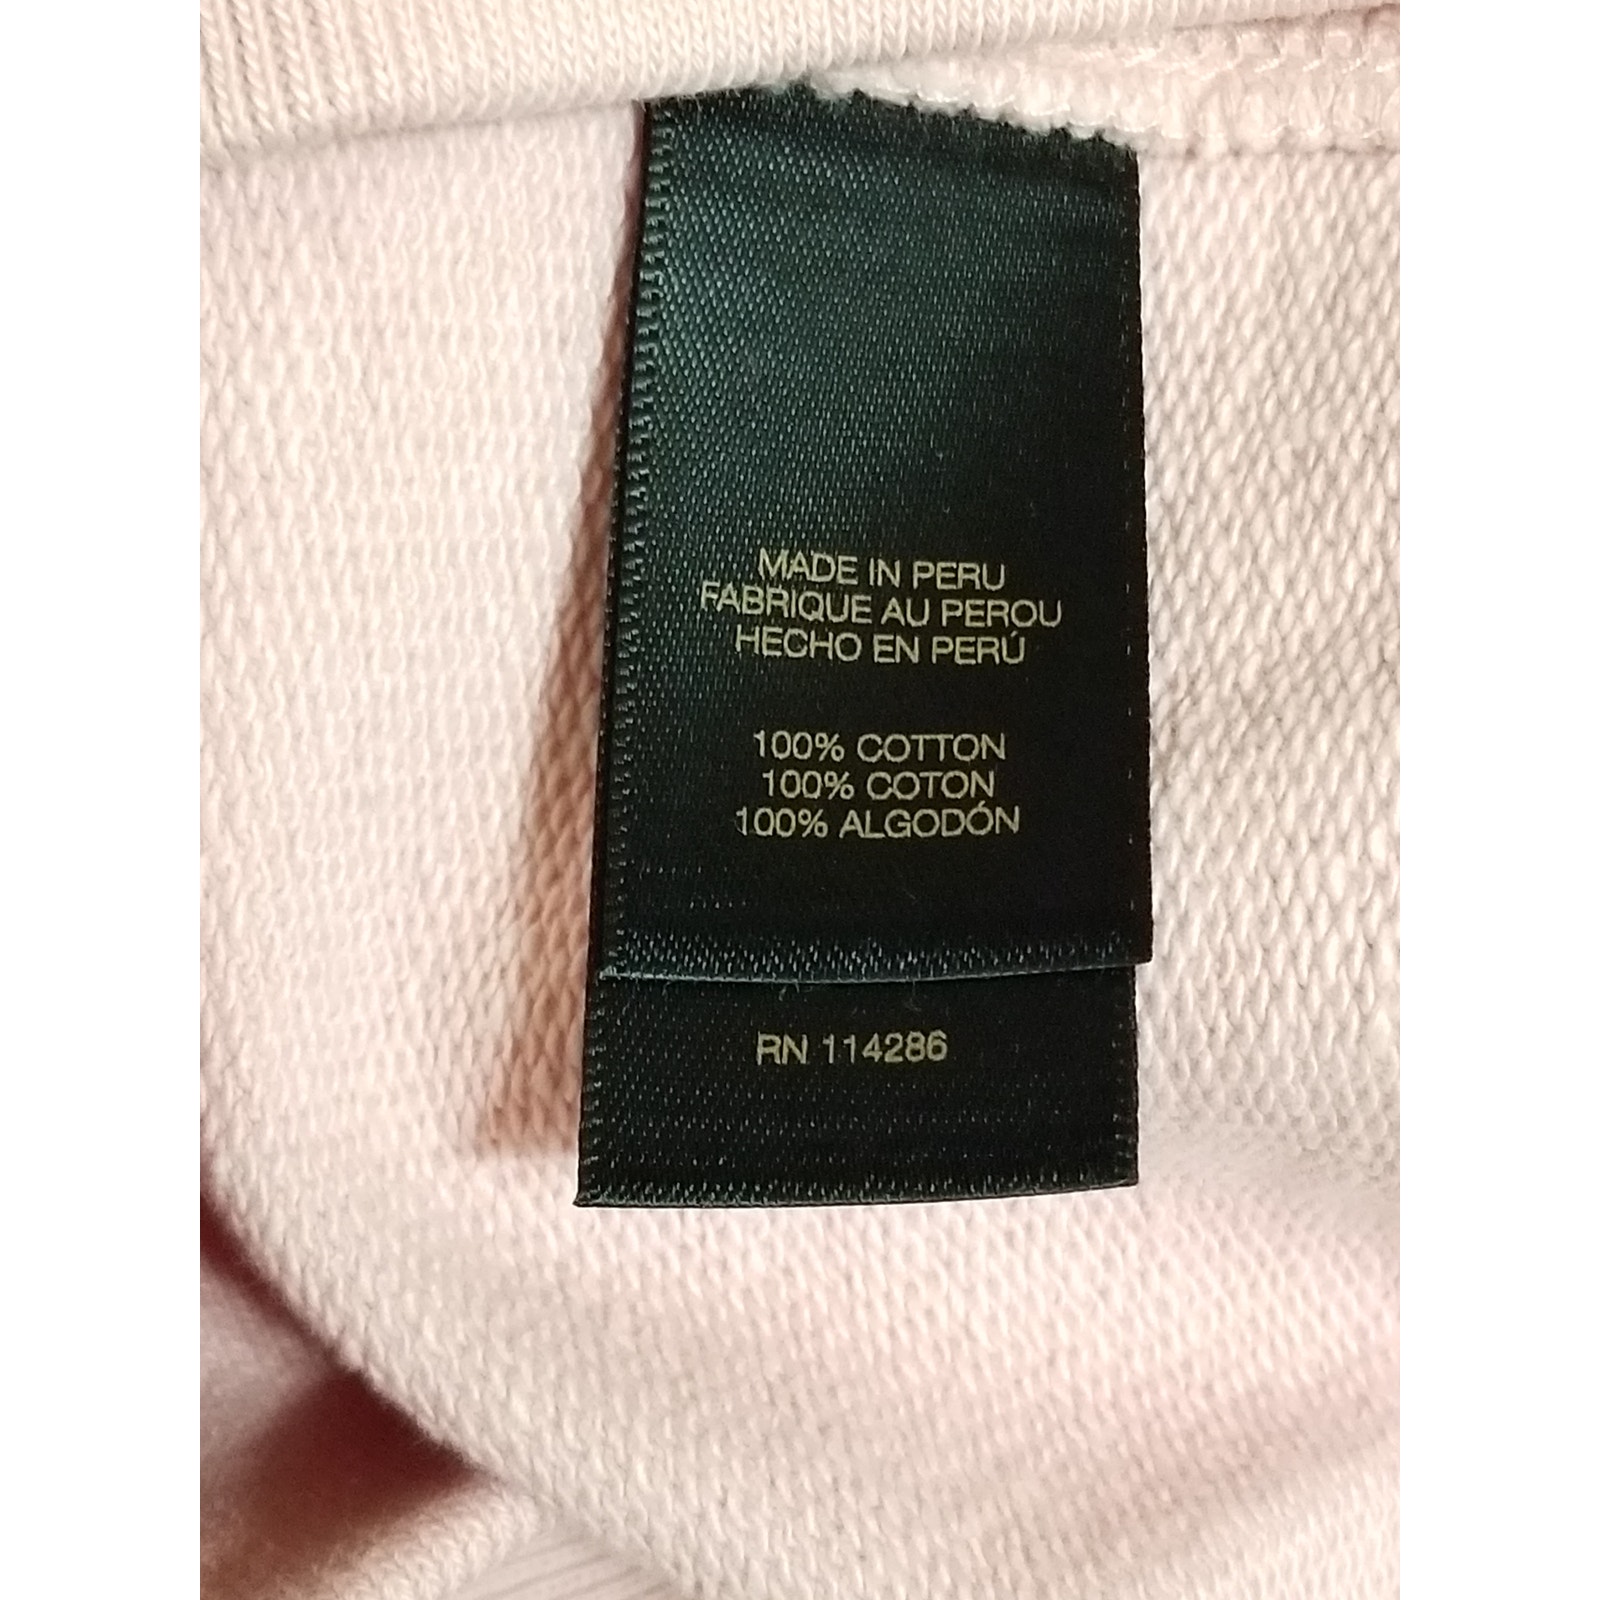 MADE IN PERU
FABRIQUE AU PEROU
HECHO EN PERÚ
100% COTTON
100% COTON
100% ALGODÓN
RN 114286